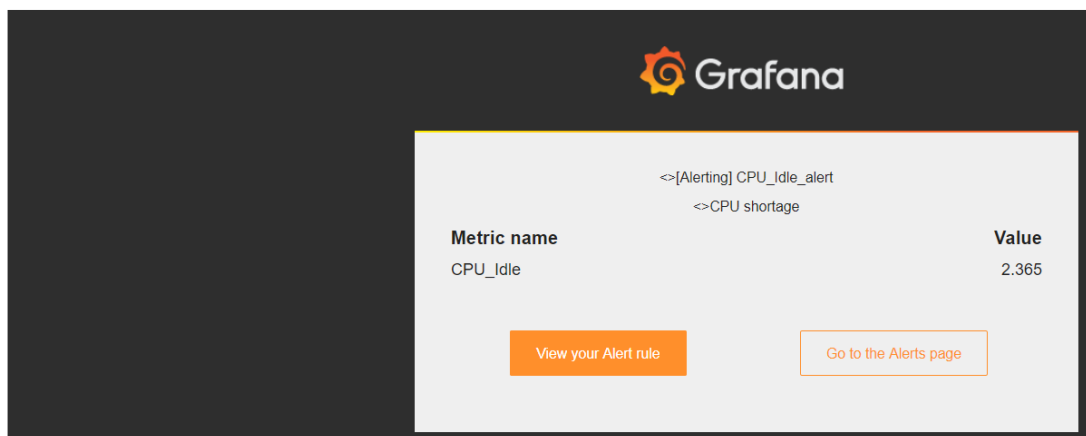 Grafana
<>[Alerting] CPU_Idle_alert
<>CPU shortage
Metric name Value
CPU_Idle 2.365
View your Alert rule Go to the Alerts page